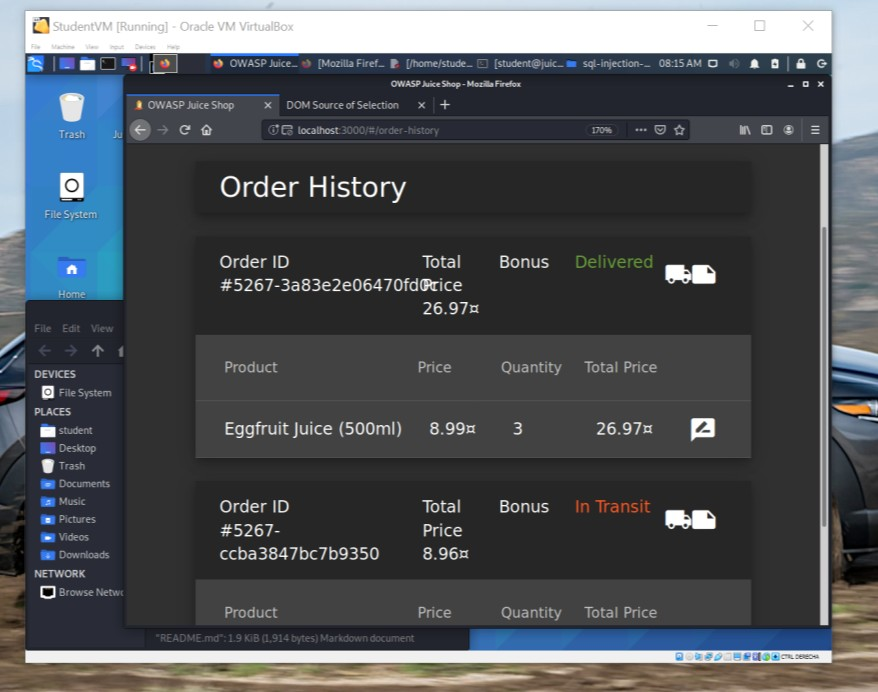 StudentVM [Running] - Oracle VM VirtualBox
File Machine View Input Devices Help
OWASP Juice... [Mozilla Firef... [/home/stude... [student@juic... sql-injection-... 08:15 AM
OWASP Juice Shop - Mozilla Firefox
OWASP Juice Shop DOM Source of Selection
localhost:3000/#/order-history 170%
Trash
Ju
File System
Home
Order History
Order ID Total Bonus Delivered
#5267-3a83e2e06470fd0c Price
26.97¤
Product Price Quantity Total Price
Eggfruit Juice (500ml) 8.99¤ 3 26.97¤
Order ID Total Bonus In Transit
#5267- Price
ccba3847bc7b9350 8.96¤
Product Price Quantity Total Price
File Edit View
DEVICES
File System
PLACES
student
Desktop
Trash
Documents
Music
Pictures
Videos
Downloads
NETWORK
Browse Netwo
"README.md": 1.9 KiB (1,914 bytes) Markdown document
CTRL DERECHA